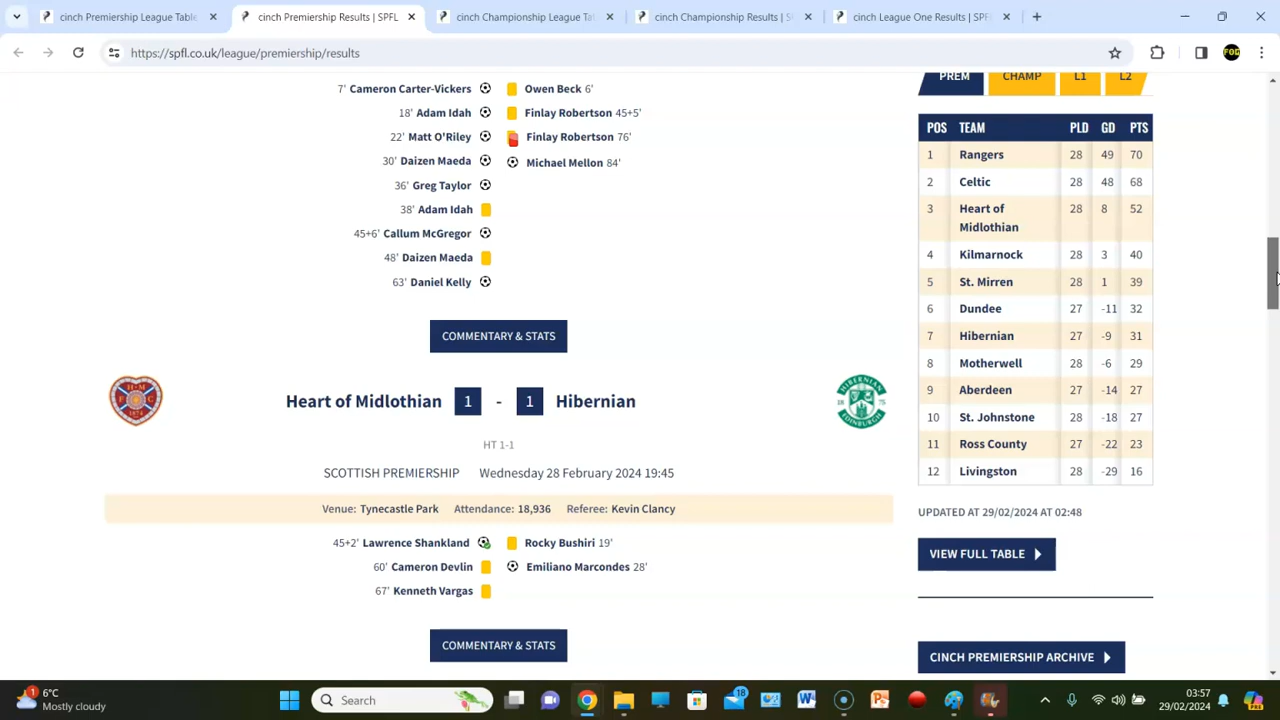 cinch Premiership League Table
cinch Premiership Results | SPFL
cinch Championship League Ta
cinch Championship Results | S
cinch League One Results | SPF
https://spfl.co.uk/league/premiership/results
FOG
7' Cameron Carter-Vickers
Owen Beck 6'
18' Adam Idah
Finlay Robertson 45+5'
22' Matt O'Riley
Finlay Robertson 76'
30' Daizen Maeda
Michael Mellon 84'
36' Greg Taylor
38' Adam Idah
45+6' Callum McGregor
48' Daizen Maeda
63' Daniel Kelly
COMMENTARY & STATS
Heart of Midlothian 1 - 1 Hibernian
HT 1-1
SCOTTISH PREMIERSHIP Wednesday 28 February 2024 19:45
Venue: Tynecastle Park Attendance: 18,936 Referee: Kevin Clancy
45+2' Lawrence Shankland
Rocky Bushiri 19'
60' Cameron Devlin
Emiliano Marcondes 28'
67' Kenneth Vargas
COMMENTARY & STATS
PREM CHAMP L1 L2
POS TEAM PLD GD PTS
1 Rangers 28 49 70
2 Celtic 28 48 68
3 Heart of Midlothian 28 8 52
4 Kilmarnock 28 3 40
5 St. Mirren 28 1 39
6 Dundee 27 -11 32
7 Hibernian 27 -9 31
8 Motherwell 28 -6 29
9 Aberdeen 27 -14 27
10 St. Johnstone 28 -18 27
11 Ross County 27 -22 23
12 Livingston 28 -29 16
UPDATED AT 29/02/2024 AT 02:48
VIEW FULL TABLE
CINCH PREMIERSHIP ARCHIVE
1
6°C
Mostly cloudy
Search
18
03:57
29/02/2024